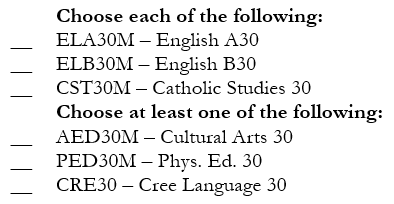 Choose each of the following:
__ ELA30M – English A30
__ ELB30M – English B30
__ CST30M – Catholic Studies 30
Choose at least one of the following:
__ AED30M – Cultural Arts 30
__ PED30M – Phys. Ed. 30
__ CRE30 – Cree Language 30